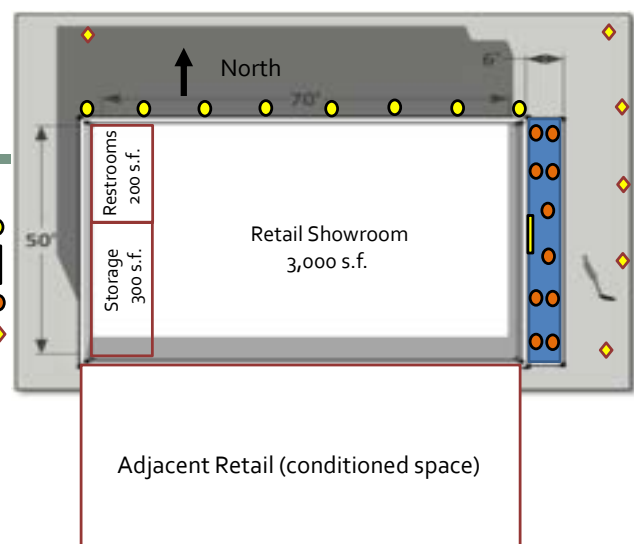 6'
North
70'
Restrooms
200 s.f.
50'
Retail Showroom
3,000 s.f.
Storage
300 s.f.
Adjacent Retail (conditioned space)